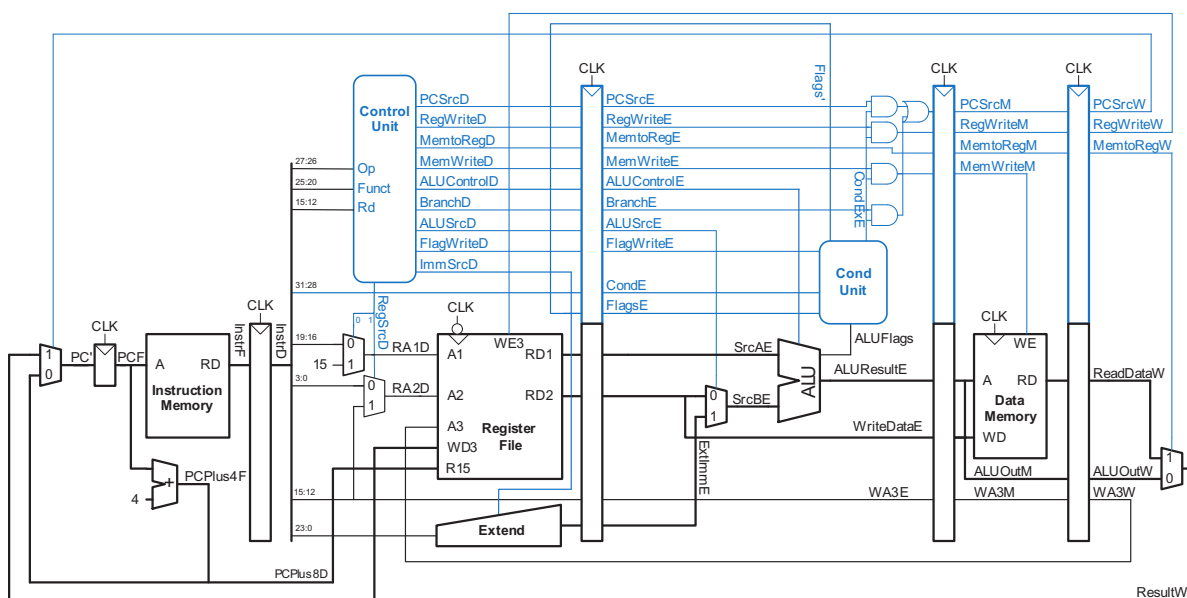 CLK
CLK
CLK
Flags'
Control
Unit
PCSrcD
PCSrcE
PCSrcM
PCSrcW
RegWriteD
RegWriteE
RegWriteM
RegWriteW
MemtoRegD
MemtoRegE
MemtoRegM
MemtoRegW
27:26
Op
MemWriteD
MemWriteE
MemWriteM
25:20
Funct
ALUControlD
ALUControlE
15:12
Rd
BranchD
BranchE
CondExE
ALUSrcD
ALUSrcE
FlagWriteD
FlagWriteE
ImmSrcD
Cond
Unit
31:28
CondE
FlagsE
RegSrcD
0 1
CLK
CLK
CLK
CLK
19:16
0
15
1
RA1D
A1
WE3
RD1
SrcAE
ALUFlags
WE
1
0
PC'
PCF
A
RD
Instruction
Memory
InstrF
InstrD
3:0
0
1
RA2D
A2
RD2
0
1
SrcBE
ALU
ALUResultE
A
RD
Data
Memory
WD
ReadDataW
A3
Register
File
WriteDataE
WD3
R15
ExtImmE
1
0
PCPlus4F
4
+
ALUOutM
ALUOutW
15:12
WA3E
WA3M
WA3W
23:0
Extend
PCPlus8D
ResultW